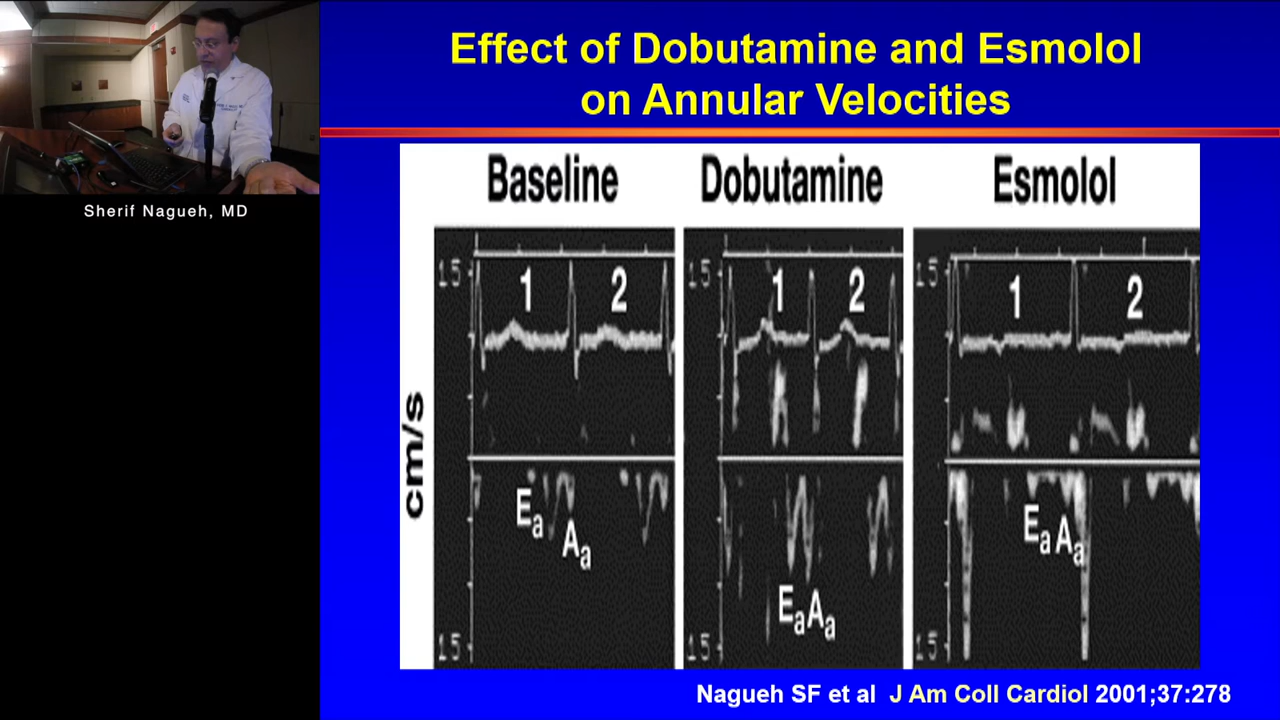 Effect of Dobutamine and Esmolol
on Annular Velocities
Sherif Nagueh, MD
Baseline
Dobutamine
Esmolol
15
1
2
15
1
2
15
1
2
cm/s
Ea
Aa
Ea
Aa
Ea
Aa
15
15
15
Nagueh SF et al J Am Coll Cardiol 2001;37:278